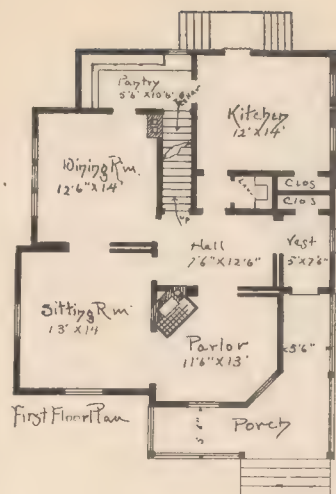 Pantry
5'6" X 10'6"
Kitchen
12' X 14'
Dining Rm.
12'6" X 14'
Clos
Clos
up
Hall
7'6" X 12'6"
Vest
5' X 7'6"
Sitting Rm
13' X 14
Parlor
11'6" X 13'
5'6"
First Floor Plan
Porch